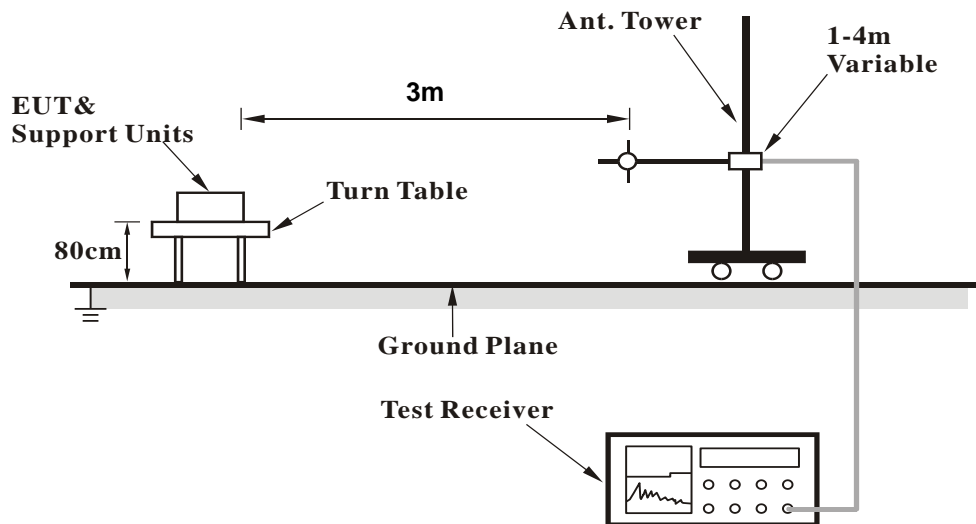 Ant. Tower
1-4m
Variable
3m
EUT&
Support Units
Turn Table
80cm
Ground Plane
Test Receiver